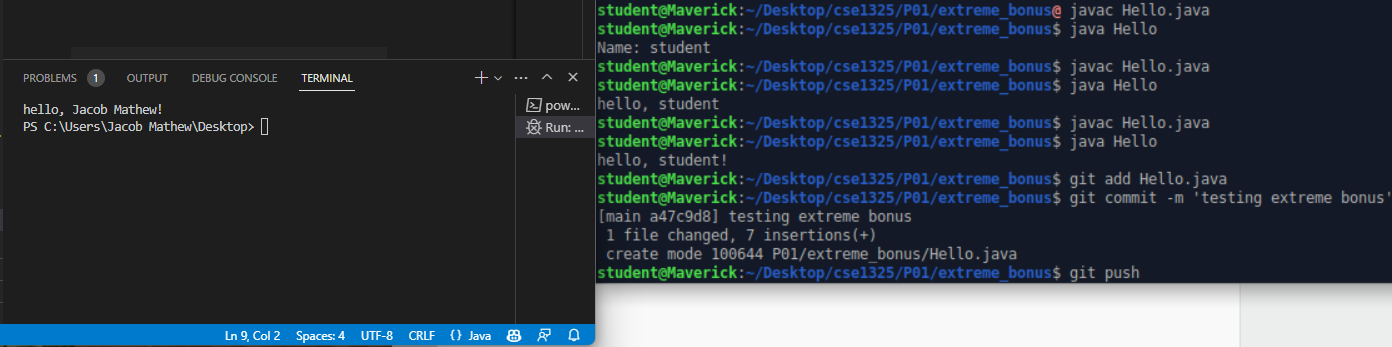 PROBLEMS 1 OUTPUT DEBUG CONSOLE TERMINAL
hello, Jacob Mathew!
PS C:\Users\Jacob Mathew\Desktop>
pow...
Run: ...
Ln 9, Col 2 Spaces: 4 UTF-8 CRLF {} Java
student@Maverick:~/Desktop/cse1325/P01/extreme_bonus@ javac Hello.java
student@Maverick:~/Desktop/cse1325/P01/extreme_bonus$ java Hello
Name: student
student@Maverick:~/Desktop/cse1325/P01/extreme_bonus$ javac Hello.java
student@Maverick:~/Desktop/cse1325/P01/extreme_bonus$ java Hello
hello, student
student@Maverick:~/Desktop/cse1325/P01/extreme_bonus$ javac Hello.java
student@Maverick:~/Desktop/cse1325/P01/extreme_bonus$ java Hello
hello, student!
student@Maverick:~/Desktop/cse1325/P01/extreme_bonus$ git add Hello.java
student@Maverick:~/Desktop/cse1325/P01/extreme_bonus$ git commit -m 'testing extreme bonus'
[main a47c9d8] testing extreme bonus
1 file changed, 7 insertions(+)
create mode 100644 P01/extreme_bonus/Hello.java
student@Maverick:~/Desktop/cse1325/P01/extreme_bonus$ git push